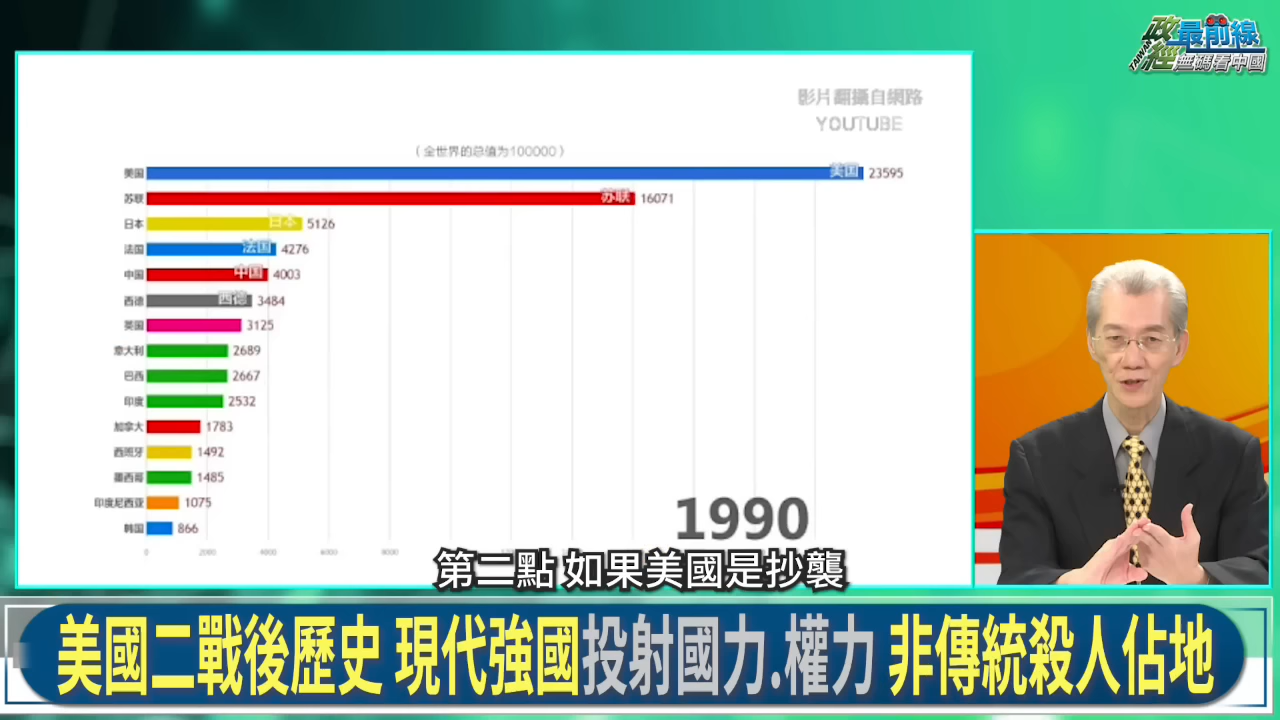 政經最前線
TAIWAN
無碼看中國
影片翻攝自網路
YOUTUBE
（全世界的总值为100000）
美国 美国 23595
苏联 苏联 16071
日本 日本 5126
法国 法国 4276
中国 中国 4003
西德 西德 3484
英国 3125
意大利 2689
巴西 2667
印度 2532
加拿大 1783
西班牙 1492
墨西哥 1485
印度尼西亚 1075
韩国 866
1990
0 2000 4000 6000 8000
第二點 如果美國是抄襲
美國二戰後歷史 現代強國投射國力.權力 非傳統殺人佔地